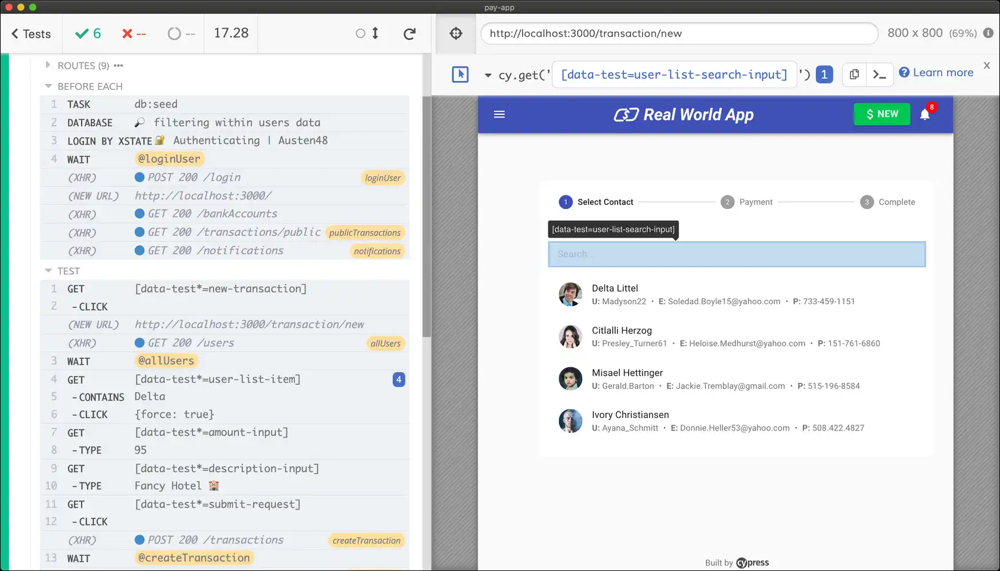 pay-app
Tests 6 -- -- 17.28
ROUTES (9) •••
BEFORE EACH
1 TASK db:seed
2 DATABASE 🔎 filtering within users data
3 LOGIN BY XSTATE 🔐 Authenticating | Austen48
4 WAIT @loginUser
(XHR) POST 200 /login loginUser
(NEW URL) http://localhost:3000/
(XHR) GET 200 /bankAccounts
(XHR) GET 200 /transactions/public publicTransactions
(XHR) GET 200 /notifications notifications
TEST
1 GET [data-test*=new-transaction]
2 -CLICK
(NEW URL) http://localhost:3000/transaction/new
(XHR) GET 200 /users allUsers
3 WAIT @allUsers
4 GET [data-test*=user-list-item] 4
5 -CONTAINS Delta
6 -CLICK {force: true}
7 GET [data-test*=amount-input]
8 -TYPE 95
9 GET [data-test*=description-input]
10 -TYPE Fancy Hotel 🏨
11 GET [data-test*=submit-request]
12 -CLICK
(XHR) POST 200 /transactions createTransaction
13 WAIT @createTransaction
http://localhost:3000/transaction/new 800 x 800 (69%) i
cy.get('[data-test=user-list-search-input]') 1 >_ ? Learn more x
Real World App $ NEW 8
1 Select Contact 2 Payment 3 Complete
[data-test=user-list-search-input]
Search...
Delta Littel
U: Madyson22 • E: Soledad.Boyle15@yahoo.com • P: 733-459-1151
Citlalli Herzog
U: Presley_Turner61 • E: Heloise.Medhurst@yahoo.com • P: 151-761-6860
Misael Hettinger
U: Gerald.Barton • E: Jackie.Tremblay@gmail.com • P: 515-196-8584
Ivory Christiansen
U: Ayana_Schmitt • E: Donnie.Heller53@yahoo.com • P: 508.422.4827
Built by cypress